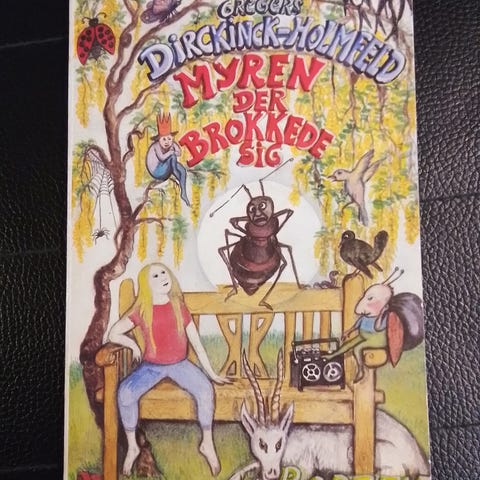 GREGERS
DIRCKINCK-HOLMFELD
MYREN
DER
BROKKEDE
SIG